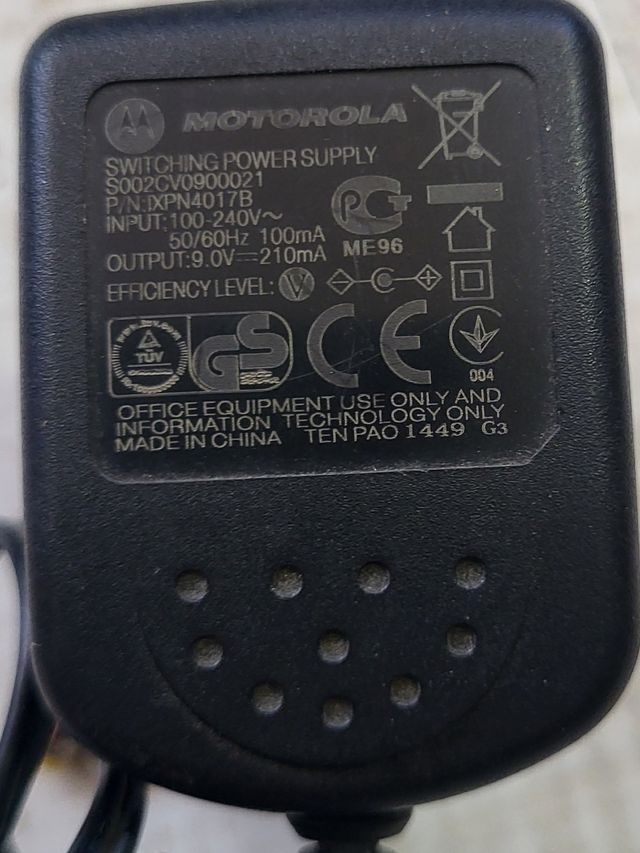 MOTOROLA
SWITCHING POWER SUPPLY
S002CV0900021
P/N:IXPN4017B
INPUT:100-240V~
50/60Hz 100mA
OUTPUT:9.0V⎓210mA
PG
ME96
EFFICIENCY LEVEL: V
- C +
TÜV
GS
CE
004
OFFICE EQUIPMENT USE ONLY AND
INFORMATION TECHNOLOGY ONLY
MADE IN CHINA TEN PAO 1449 G3